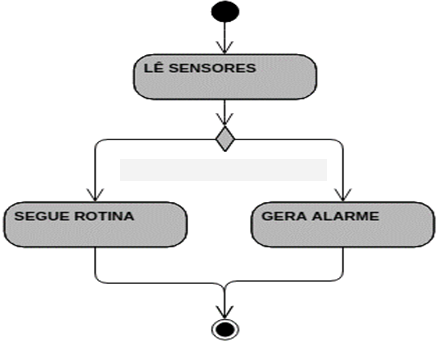 LÊ SENSORES
SEGUE ROTINA
GERA ALARME